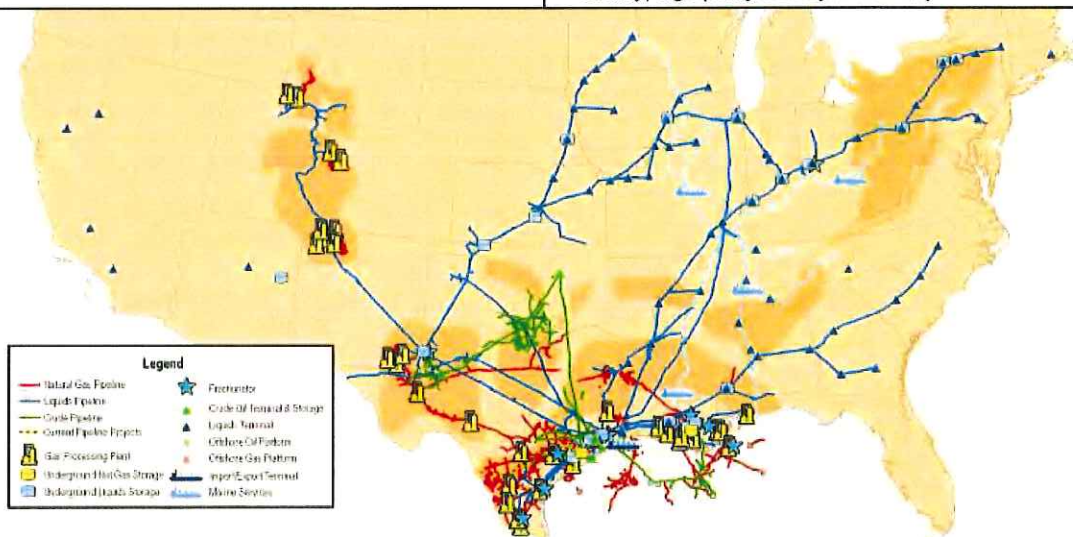 Legend
Natural Gas Pipeline
Liquids Pipeline
Crude Pipeline
Current Pipeline Projects
Gas Processing Plant
Underground Nat Gas Storage
Underground Liquids Storage
Fractionator
Crude Oil Terminal & Storage
Liquids Terminal
Offshore Oil Platform
Offshore Gas Platform
Import/Export Terminal
Marine Services